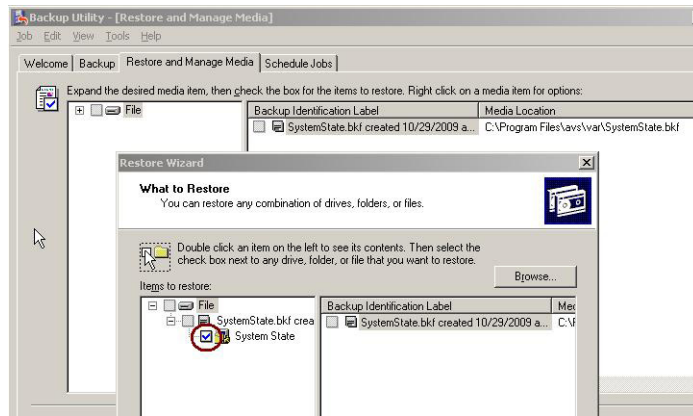 Backup Utility - [Restore and Manage Media]
Job Edit View Tools Help
Welcome Backup Restore and Manage Media Schedule Jobs
Expand the desired media item, then check the box for the items to restore. Right click on a media item for options:
File
Backup Identification Label Media Location
SystemState.bkf created 10/29/2009 a... C:\Program Files\avs\var\SystemState.bkf
Restore Wizard
What to Restore
You can restore any combination of drives, folders, or files.
Double click an item on the left to see its contents. Then select the
check box next to any drive, folder, or file that you want to restore.
Browse...
Items to restore:
File
Backup Identification Label Med
SystemState.bkf crea
SystemState.bkf created 10/29/2009 a... C:\F
System State